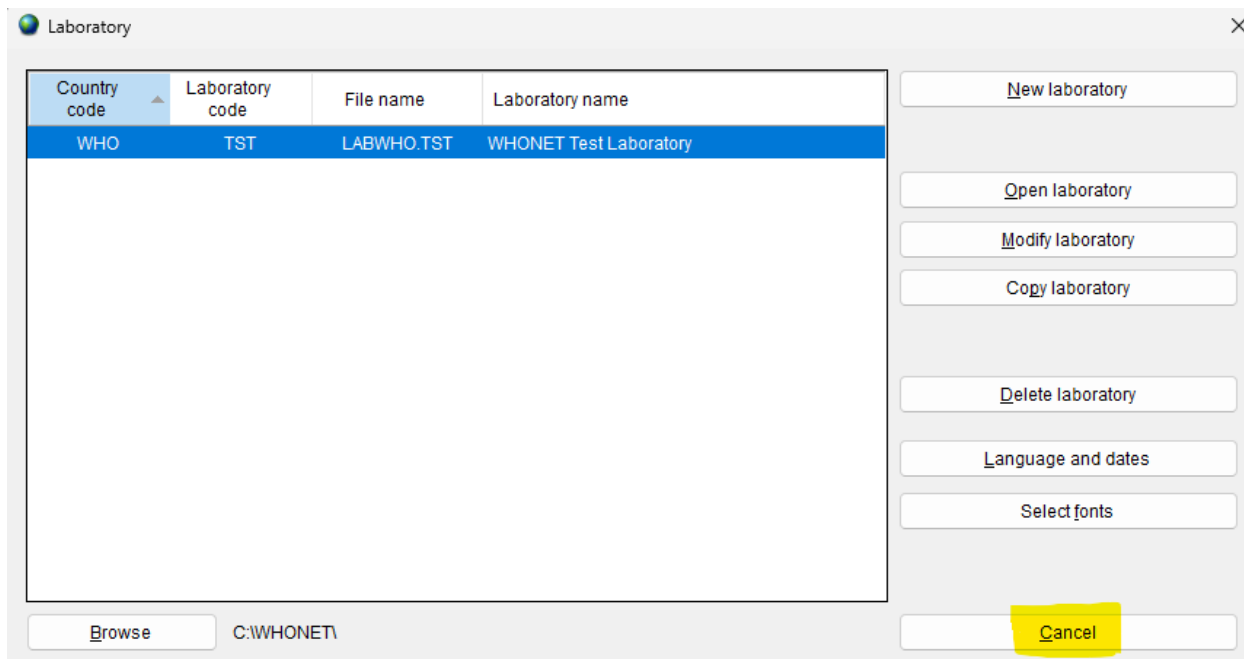 Laboratory
Country code
Laboratory code
File name
Laboratory name
WHO TST LABWHO.TST WHONET Test Laboratory
New laboratory
Open laboratory
Modify laboratory
Copy laboratory
Delete laboratory
Language and dates
Select fonts
Browse C:\WHONET\
Cancel